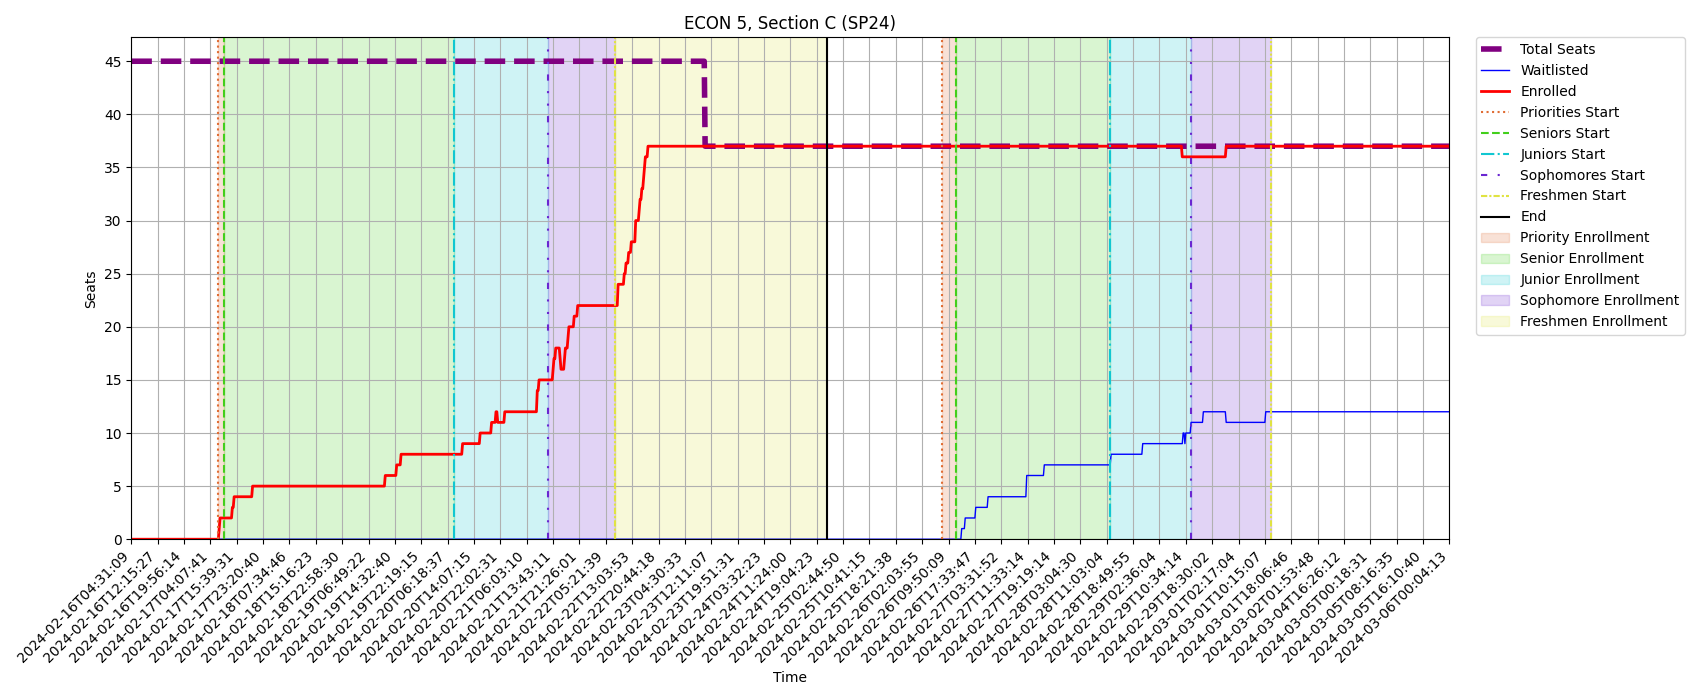 ECON 5, Section C (SP24)
Seats
45
40
35
30
25
20
15
10
5
0
2024-02-16T04:31:09
2024-02-16T12:15:27
2024-02-16T19:56:14
2024-02-17T04:07:41
2024-02-17T15:39:31
2024-02-17T23:20:40
2024-02-18T07:34:46
2024-02-18T15:16:23
2024-02-18T22:58:30
2024-02-19T06:49:22
2024-02-19T14:32:40
2024-02-19T22:19:15
2024-02-20T06:18:37
2024-02-20T14:07:15
2024-02-20T22:02:31
2024-02-21T06:03:10
2024-02-21T13:43:11
2024-02-21T21:26:01
2024-02-22T05:21:39
2024-02-22T13:03:53
2024-02-22T20:44:18
2024-02-23T04:30:33
2024-02-23T12:11:07
2024-02-23T19:51:31
2024-02-24T03:32:23
2024-02-24T11:24:00
2024-02-24T19:04:23
2024-02-25T02:44:50
2024-02-25T10:41:15
2024-02-25T18:21:38
2024-02-26T02:03:55
2024-02-26T09:50:09
2024-02-26T17:33:47
2024-02-27T03:31:52
2024-02-27T11:33:14
2024-02-27T19:19:14
2024-02-28T03:04:30
2024-02-28T11:03:04
2024-02-28T18:49:55
2024-02-29T02:36:04
2024-02-29T10:34:14
2024-02-29T18:30:02
2024-03-01T02:17:04
2024-03-01T10:15:07
2024-03-01T18:06:46
2024-03-02T01:53:48
2024-03-04T16:26:12
2024-03-05T00:18:31
2024-03-05T08:16:35
2024-03-05T16:10:40
2024-03-06T00:04:13
Time
Total Seats
Waitlisted
Enrolled
Priorities Start
Seniors Start
Juniors Start
Sophomores Start
Freshmen Start
End
Priority Enrollment
Senior Enrollment
Junior Enrollment
Sophomore Enrollment
Freshmen Enrollment